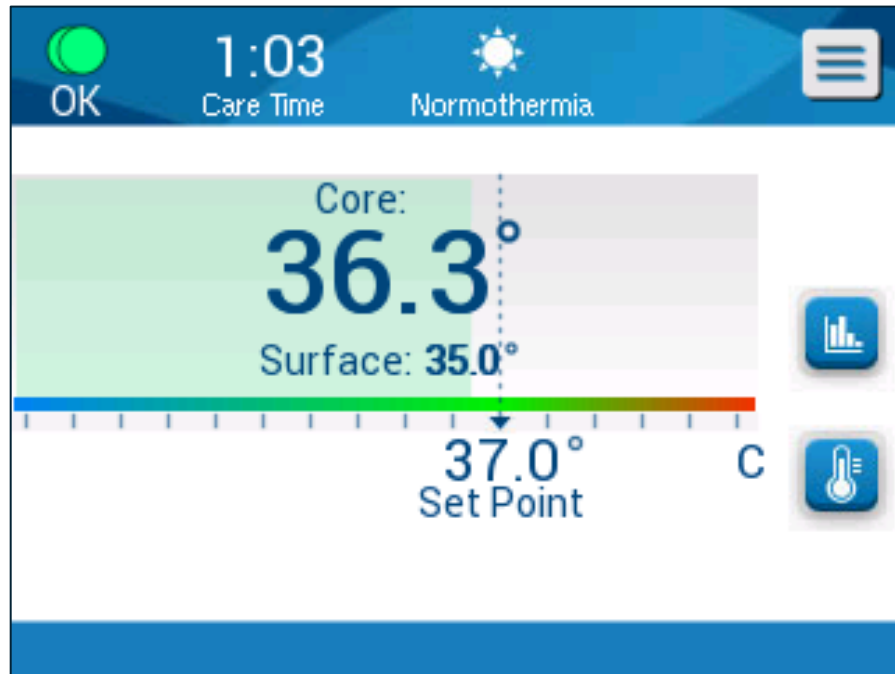 1:03
OK
Care Time
Normothermia
Core:
36.3°
Surface: 35.0°
37.0°
C
Set Point